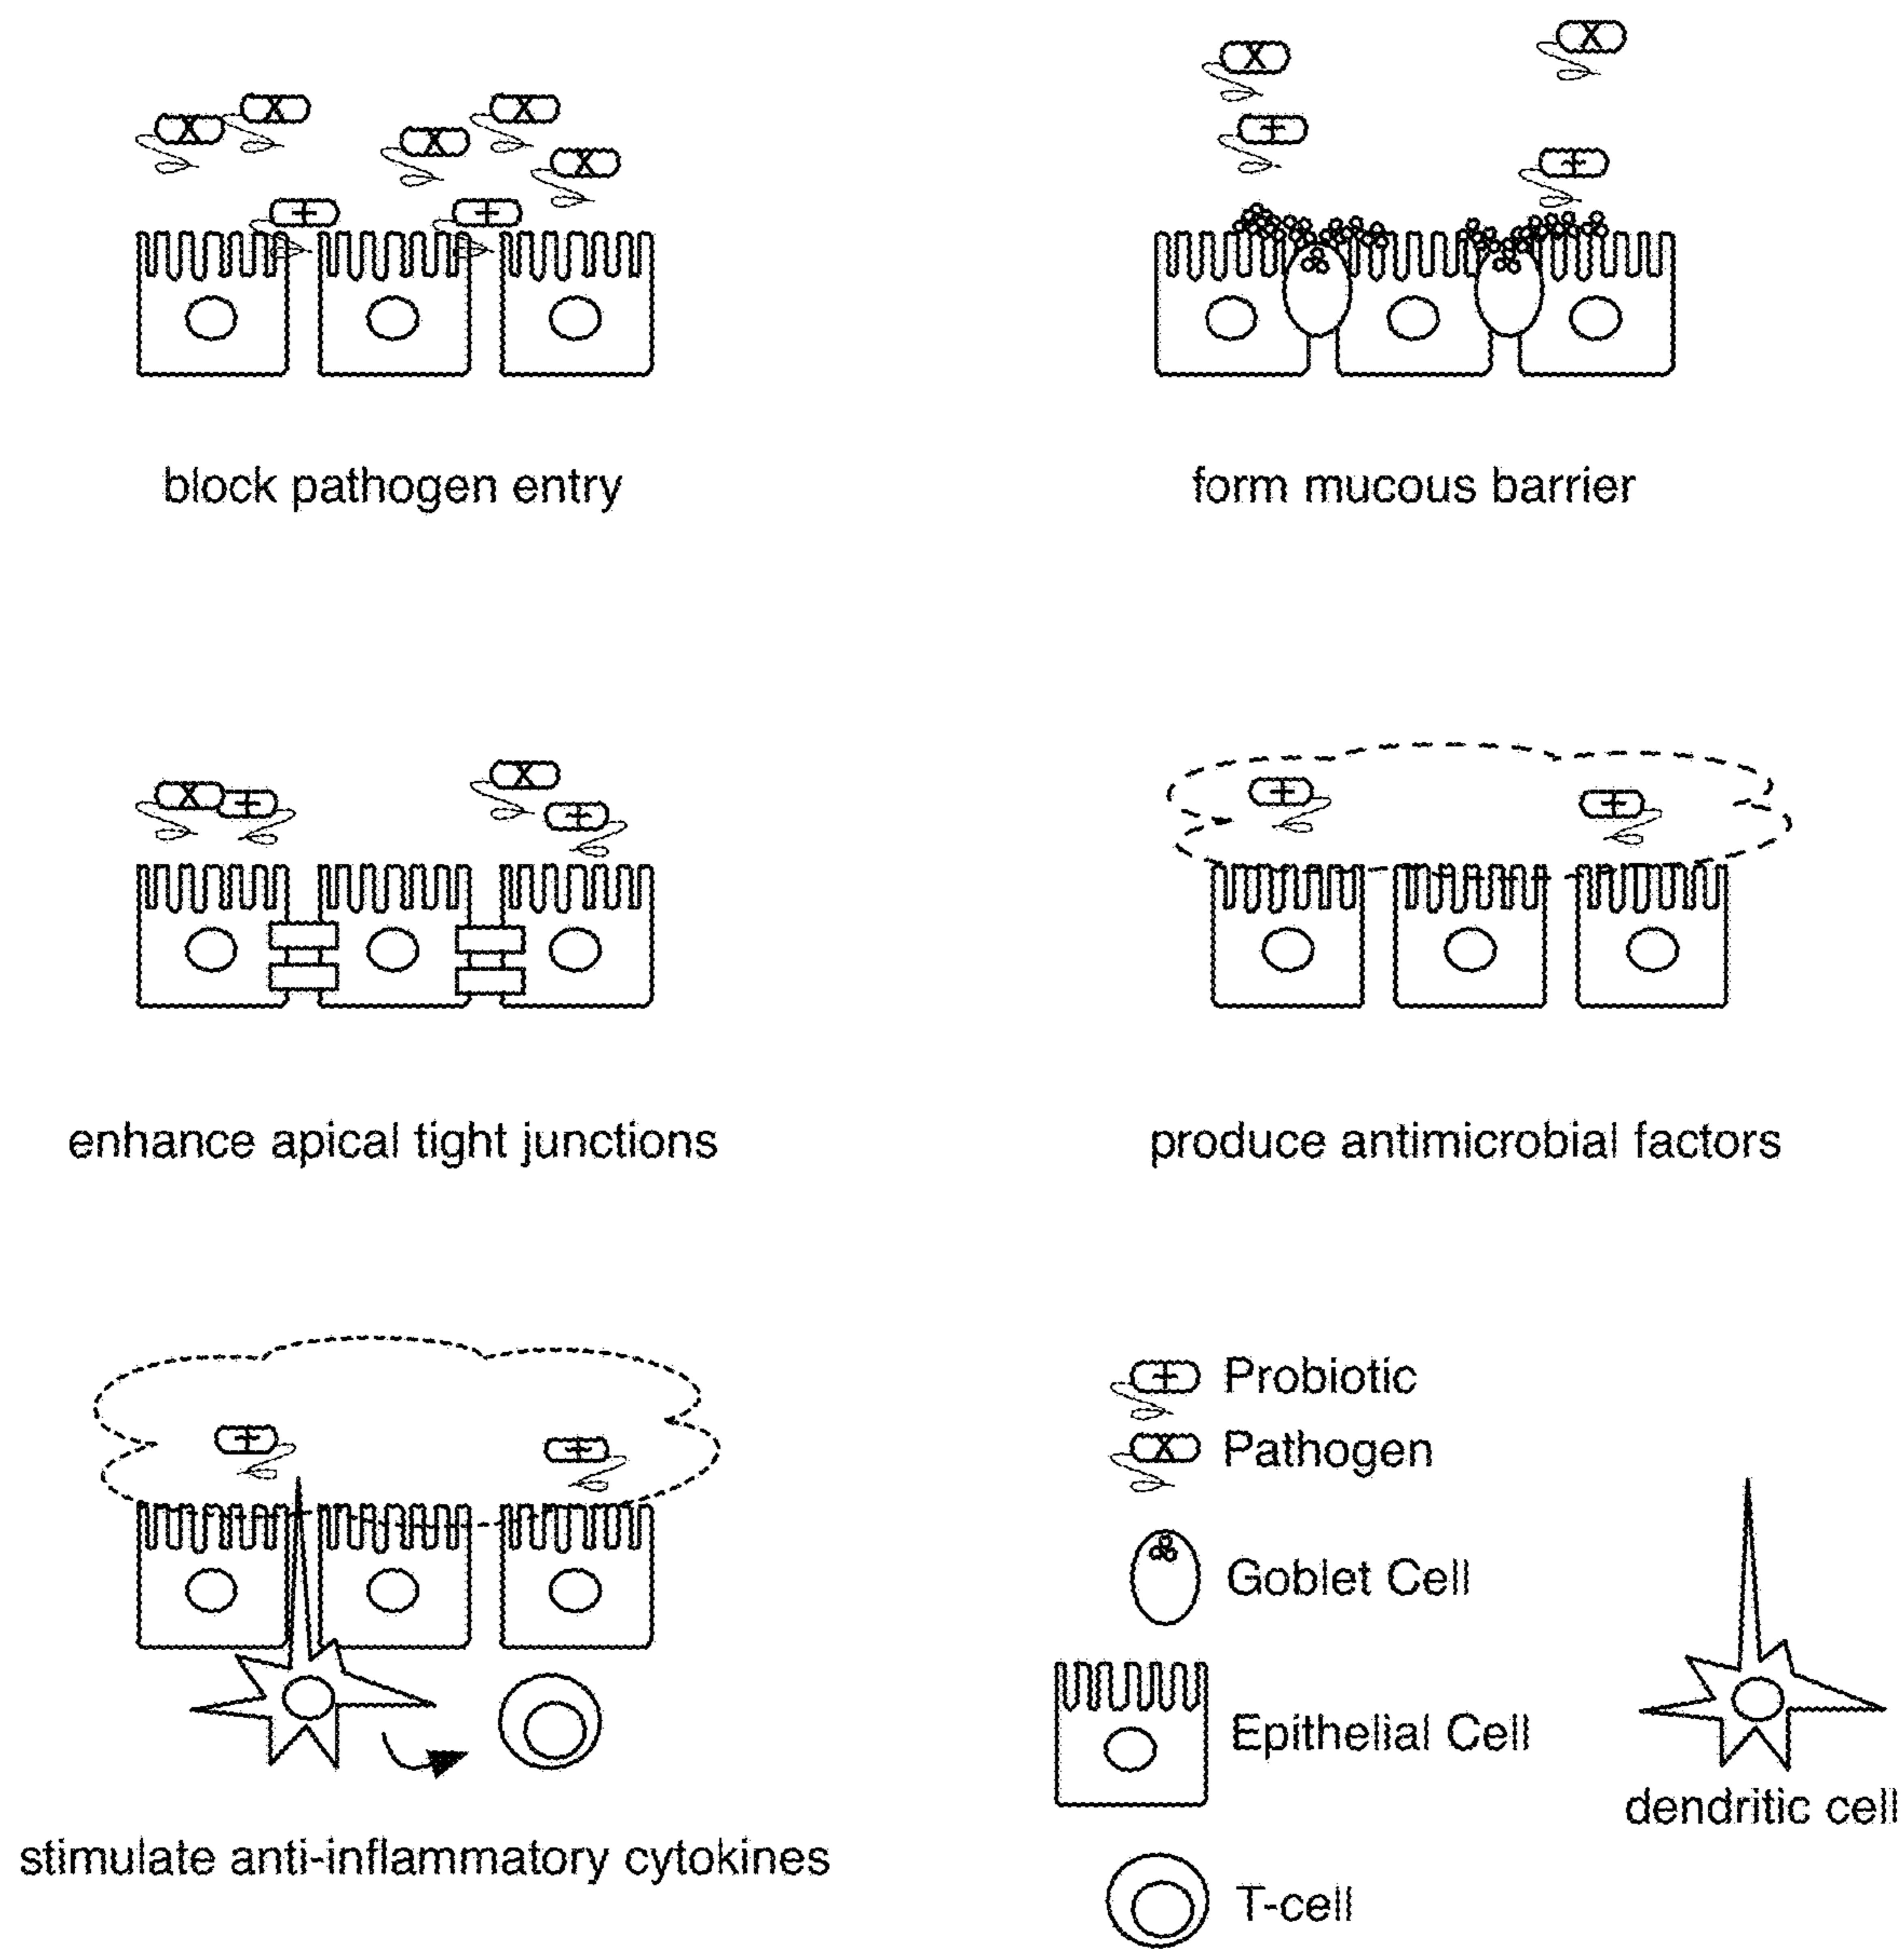 block pathogen entry
form mucous barrier
enhance apical tight junctions
produce antimicrobial factors
stimulate anti-inflammatory cytokines
Probiotic
Pathogen
Goblet Cell
Epithelial Cell
dendritic cell
T-cell